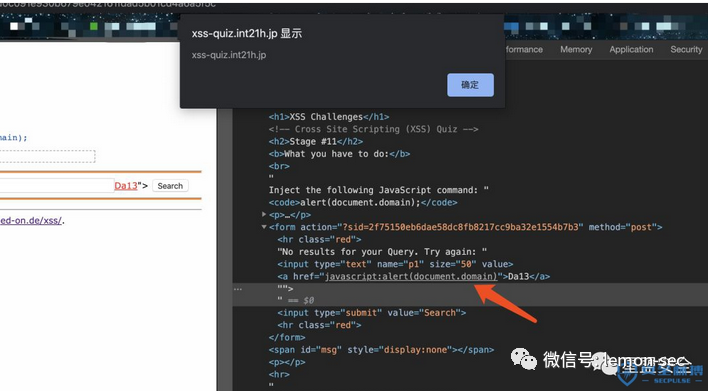 xss-quiz.int21h.jp 显示
xss-quiz.int21h.jp
确定
formance Memory Application Security
main);
Da13"> Search
ed-on.de/xss/.
<h1>XSS Challenges</h1>
<!-- Cross Site Scripting (XSS) Quiz -->
<h2>Stage #11</h2>
<b>What you have to do:</b>
<br>
"
Inject the following JavaScript command: "
<code>alert(document.domain);</code>
<p>…</p>
<form action="?sid=2f75150eb6dae58dc8fb8217cc9ba32e1554b7b3" method="post">
<hr class="red">
"No results for your Query. Try again: "
<input type="text" name="p1" size="50" value>
<a href="javascript:alert(document.domain)">Da13</a>
"">
" == $0
<input type="submit" value="Search">
<hr class="red">
</form>
<span id="msg" style="display:none"></span>
<p></p>
<hr>
"
微信号: lemon-sec
SECPULSE